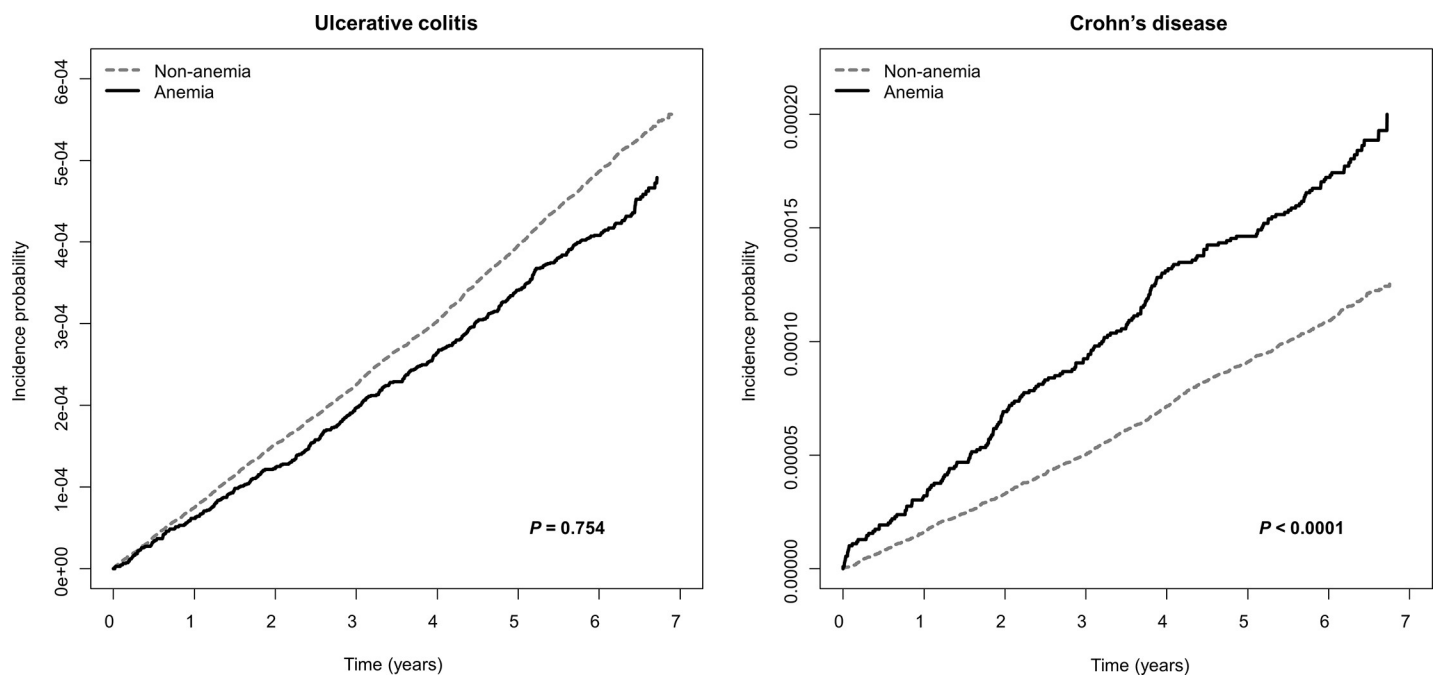 Ulcerative colitis
Non-anemia
Anemia
6e-04
5e-04
4e-04
3e-04
2e-04
1e-04
0e+00
Incidence probability
P = 0.754
0 1 2 3 4 5 6 7
Time (years)
Crohn’s disease
Non-anemia
Anemia
0.00020
0.00015
0.00010
0.00005
0.00000
Incidence probability
P < 0.0001
0 1 2 3 4 5 6 7
Time (years)